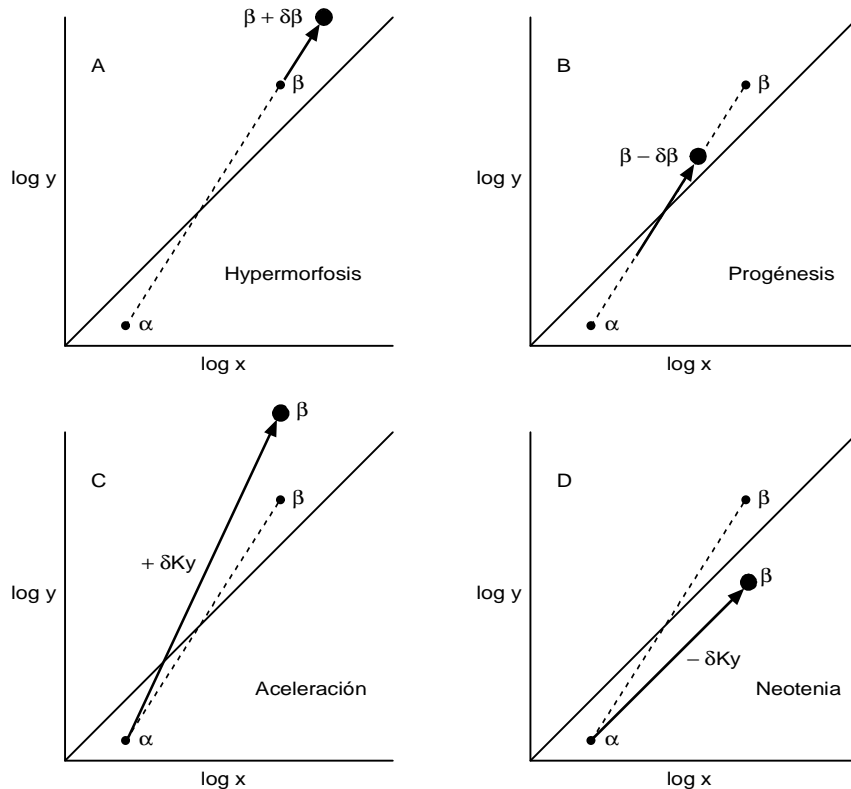 A
β + δβ
β
log y
Hypermorfosis
α
log x
B
β
β − δβ
log y
Progénesis
α
log x
C
β
β
+ δKy
log y
Aceleración
α
log x
D
β
β
log y
− δKy
Neotenia
α
log x